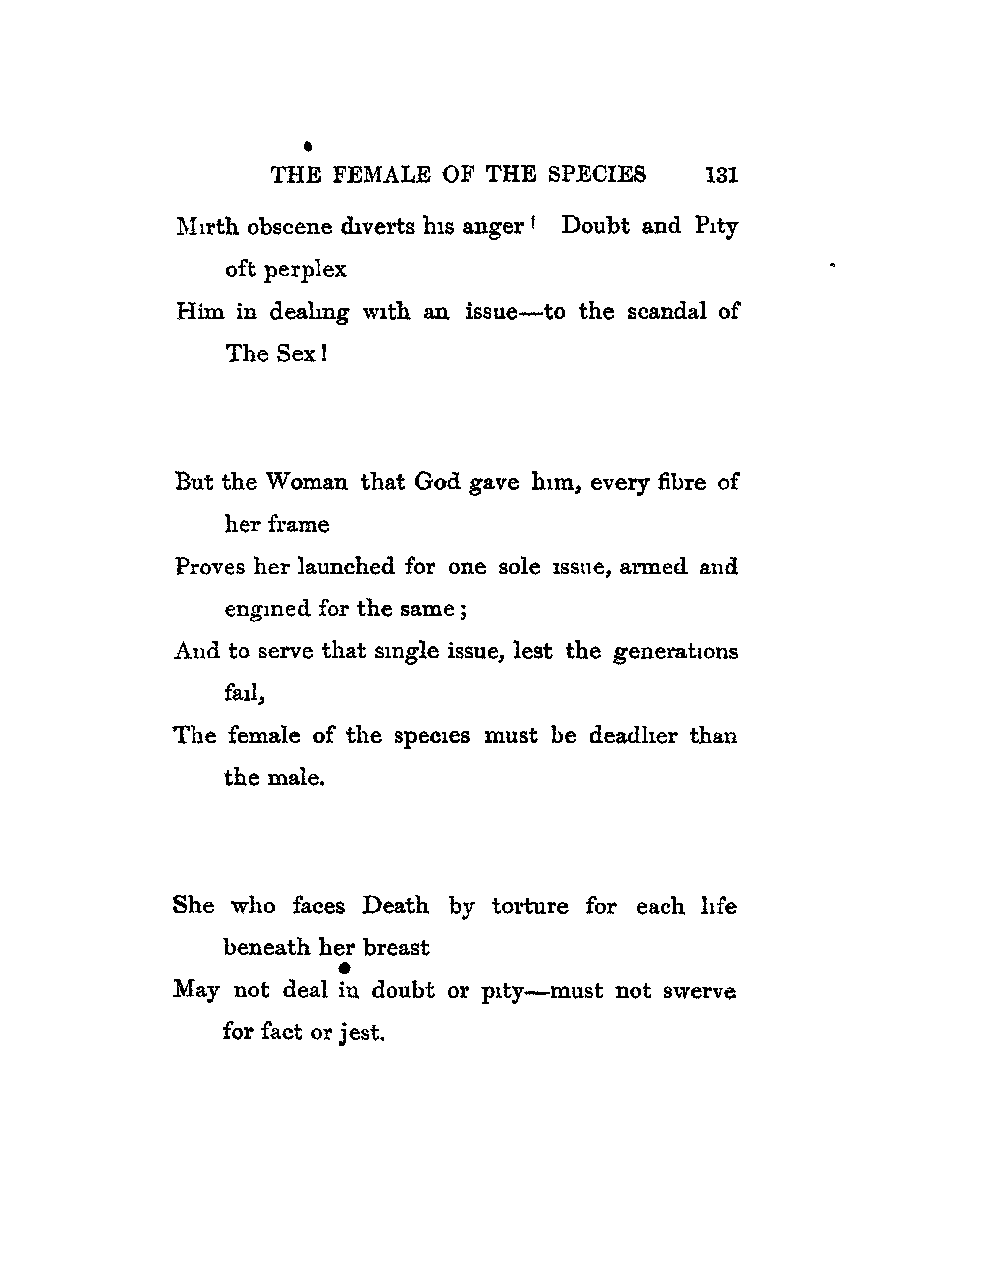 THE FEMALE OF THE SPECIES 131
Mirth obscene diverts his anger! Doubt and Pity
oft perplex
Him in dealing with an issue—to the scandal of
The Sex!
But the Woman that God gave him, every fibre of
her frame
Proves her launched for one sole issue, armed and
engined for the same;
And to serve that single issue, lest the generations
fail,
The female of the species must be deadlier than
the male.
She who faces Death by torture for each life
beneath her breast
May not deal in doubt or pity—must not swerve
for fact or jest.